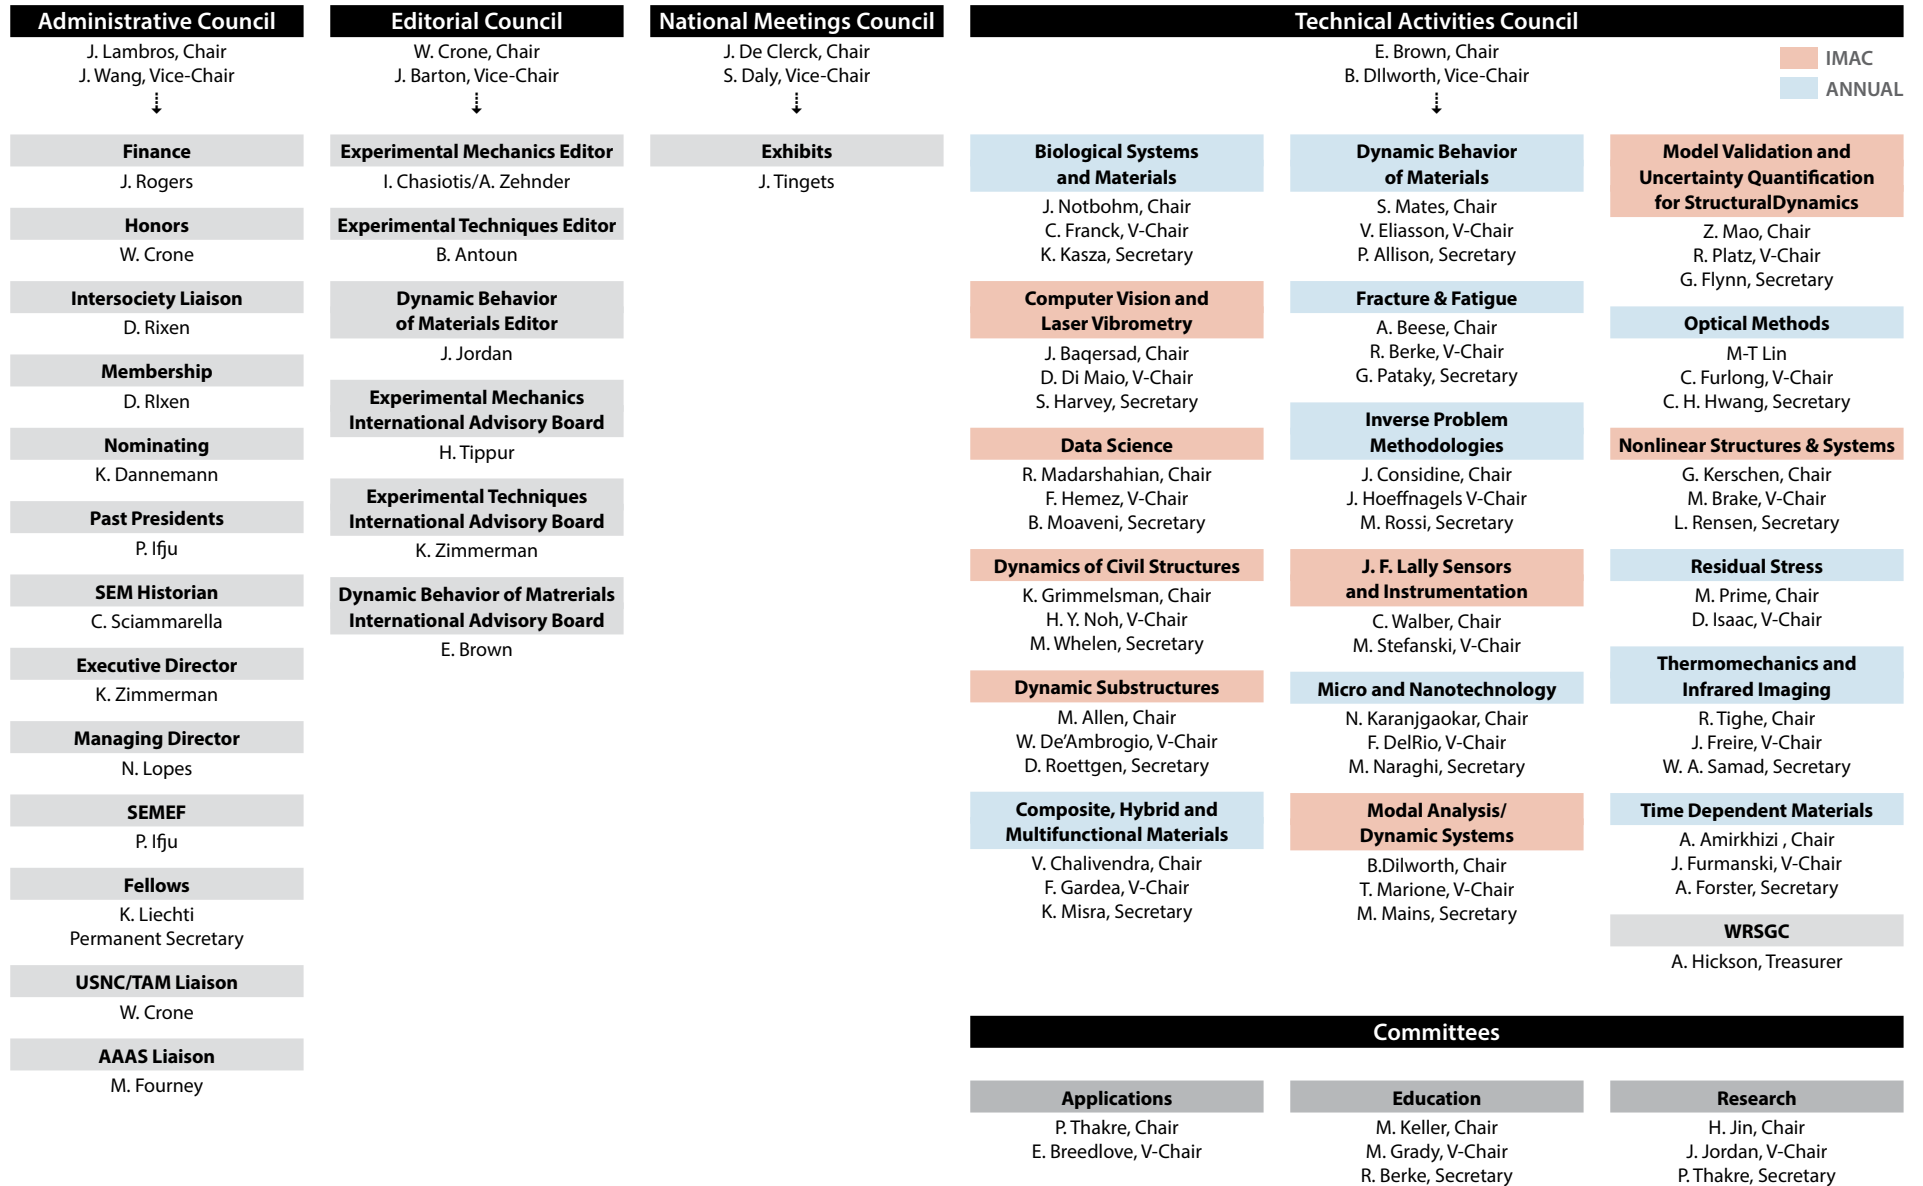 Administrative Council
J. Lambros, Chair
J. Wang, Vice-Chair
Finance
J. Rogers
Honors
W. Crone
Intersociety Liaison
D. Rixen
Membership
D. RIxen
Nominating
K. Dannemann
Past Presidents
P. Ifju
SEM Historian
C. Sciammarella
Executive Director
K. Zimmerman
Managing Director
N. Lopes
SEMEF
P. Ifju
Fellows
K. Liechti
Permanent Secretary
USNC/TAM Liaison
W. Crone
AAAS Liaison
M. Fourney
Editorial Council
W. Crone, Chair
J. Barton, Vice-Chair
Experimental Mechanics Editor
I. Chasiotis/A. Zehnder
Experimental Techniques Editor
B. Antoun
Dynamic Behavior
of Materials Editor
J. Jordan
Experimental Mechanics
International Advisory Board
H. Tippur
Experimental Techniques
International Advisory Board
K. Zimmerman
Dynamic Behavior of Matrerials
International Advisory Board
E. Brown
National Meetings Council
J. De Clerck, Chair
S. Daly, Vice-Chair
Exhibits
J. Tingets
Technical Activities Council
E. Brown, Chair
B. DIlworth, Vice-Chair
IMAC
ANNUAL
Biological Systems
and Materials
J. Notbohm, Chair
C. Franck, V-Chair
K. Kasza, Secretary
Computer Vision and
Laser Vibrometry
J. Baqersad, Chair
D. Di Maio, V-Chair
S. Harvey, Secretary
Data Science
R. Madarshahian, Chair
F. Hemez, V-Chair
B. Moaveni, Secretary
Dynamics of Civil Structures
K. Grimmelsman, Chair
H. Y. Noh, V-Chair
M. Whelen, Secretary
Dynamic Substructures
M. Allen, Chair
W. De'Ambrogio, V-Chair
D. Roettgen, Secretary
Composite, Hybrid and
Multifunctional Materials
V. Chalivendra, Chair
F. Gardea, V-Chair
K. Misra, Secretary
Dynamic Behavior
of Materials
S. Mates, Chair
V. Eliasson, V-Chair
P. Allison, Secretary
Fracture & Fatigue
A. Beese, Chair
R. Berke, V-Chair
G. Pataky, Secretary
Inverse Problem
Methodologies
J. Considine, Chair
J. Hoeffnagels V-Chair
M. Rossi, Secretary
J. F. Lally Sensors
and Instrumentation
C. Walber, Chair
M. Stefanski, V-Chair
Micro and Nanotechnology
N. Karanjgaokar, Chair
F. DelRio, V-Chair
M. Naraghi, Secretary
Modal Analysis/
Dynamic Systems
B.Dilworth, Chair
T. Marione, V-Chair
M. Mains, Secretary
Model Validation and
Uncertainty Quantification
for StructuralDynamics
Z. Mao, Chair
R. Platz, V-Chair
G. Flynn, Secretary
Optical Methods
M-T Lin
C. Furlong, V-Chair
C. H. Hwang, Secretary
Nonlinear Structures & Systems
G. Kerschen, Chair
M. Brake, V-Chair
L. Rensen, Secretary
Residual Stress
M. Prime, Chair
D. Isaac, V-Chair
Thermomechanics and
Infrared Imaging
R. Tighe, Chair
J. Freire, V-Chair
W. A. Samad, Secretary
Time Dependent Materials
A. Amirkhizi , Chair
J. Furmanski, V-Chair
A. Forster, Secretary
WRSGC
A. Hickson, Treasurer
Committees
Applications
P. Thakre, Chair
E. Breedlove, V-Chair
Education
M. Keller, Chair
M. Grady, V-Chair
R. Berke, Secretary
Research
H. Jin, Chair
J. Jordan, V-Chair
P. Thakre, Secretary